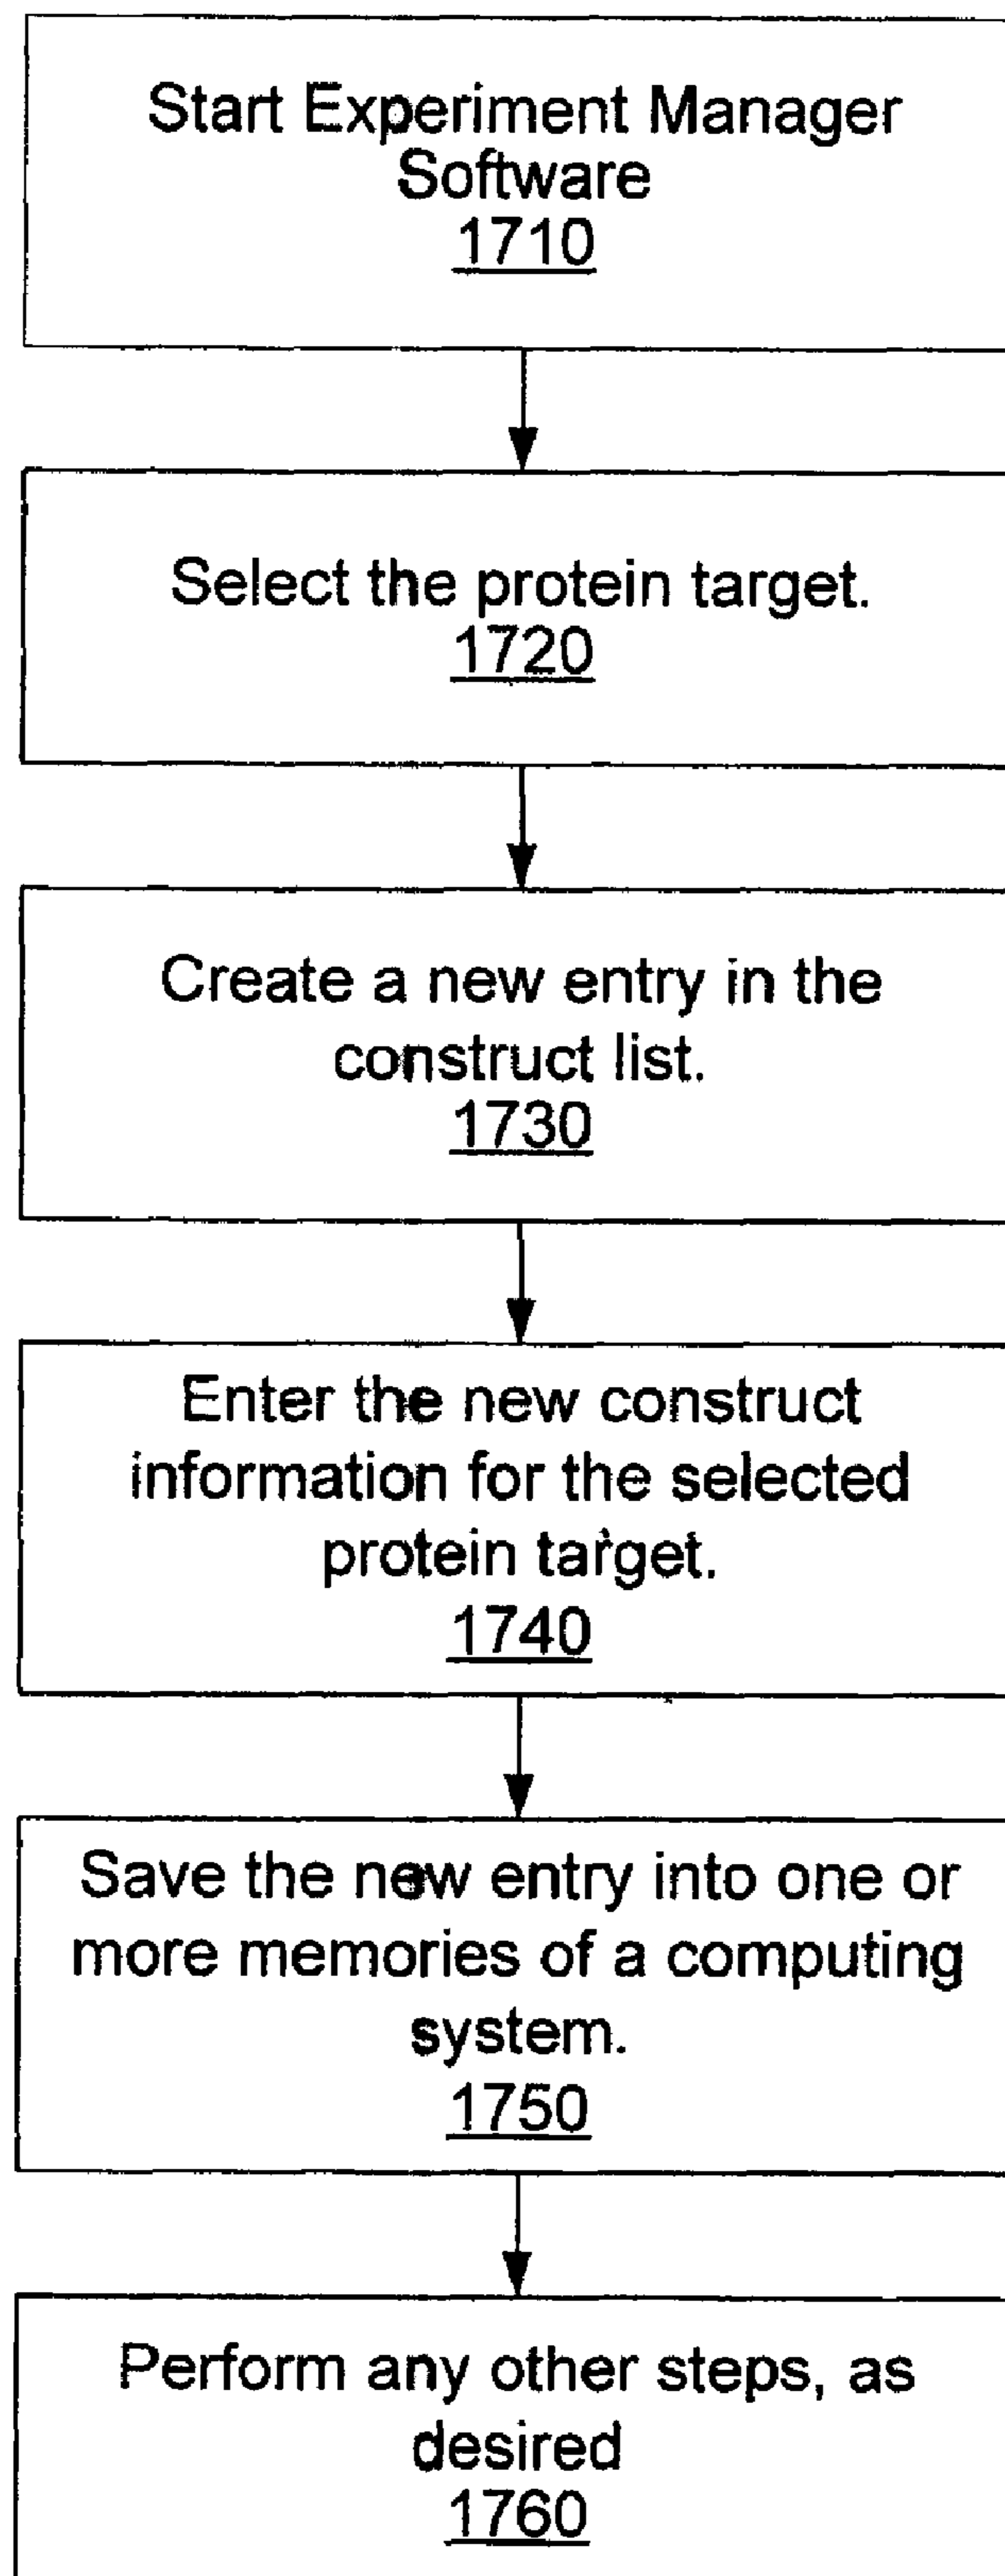 Start Experiment Manager
Software
1710
Select the protein target.
1720
Create a new entry in the
construct list.
1730
Enter the new construct
information for the selected
protein target.
1740
Save the new entry into one or
more memories of a computing
system.
1750
Perform any other steps, as
desired
1760